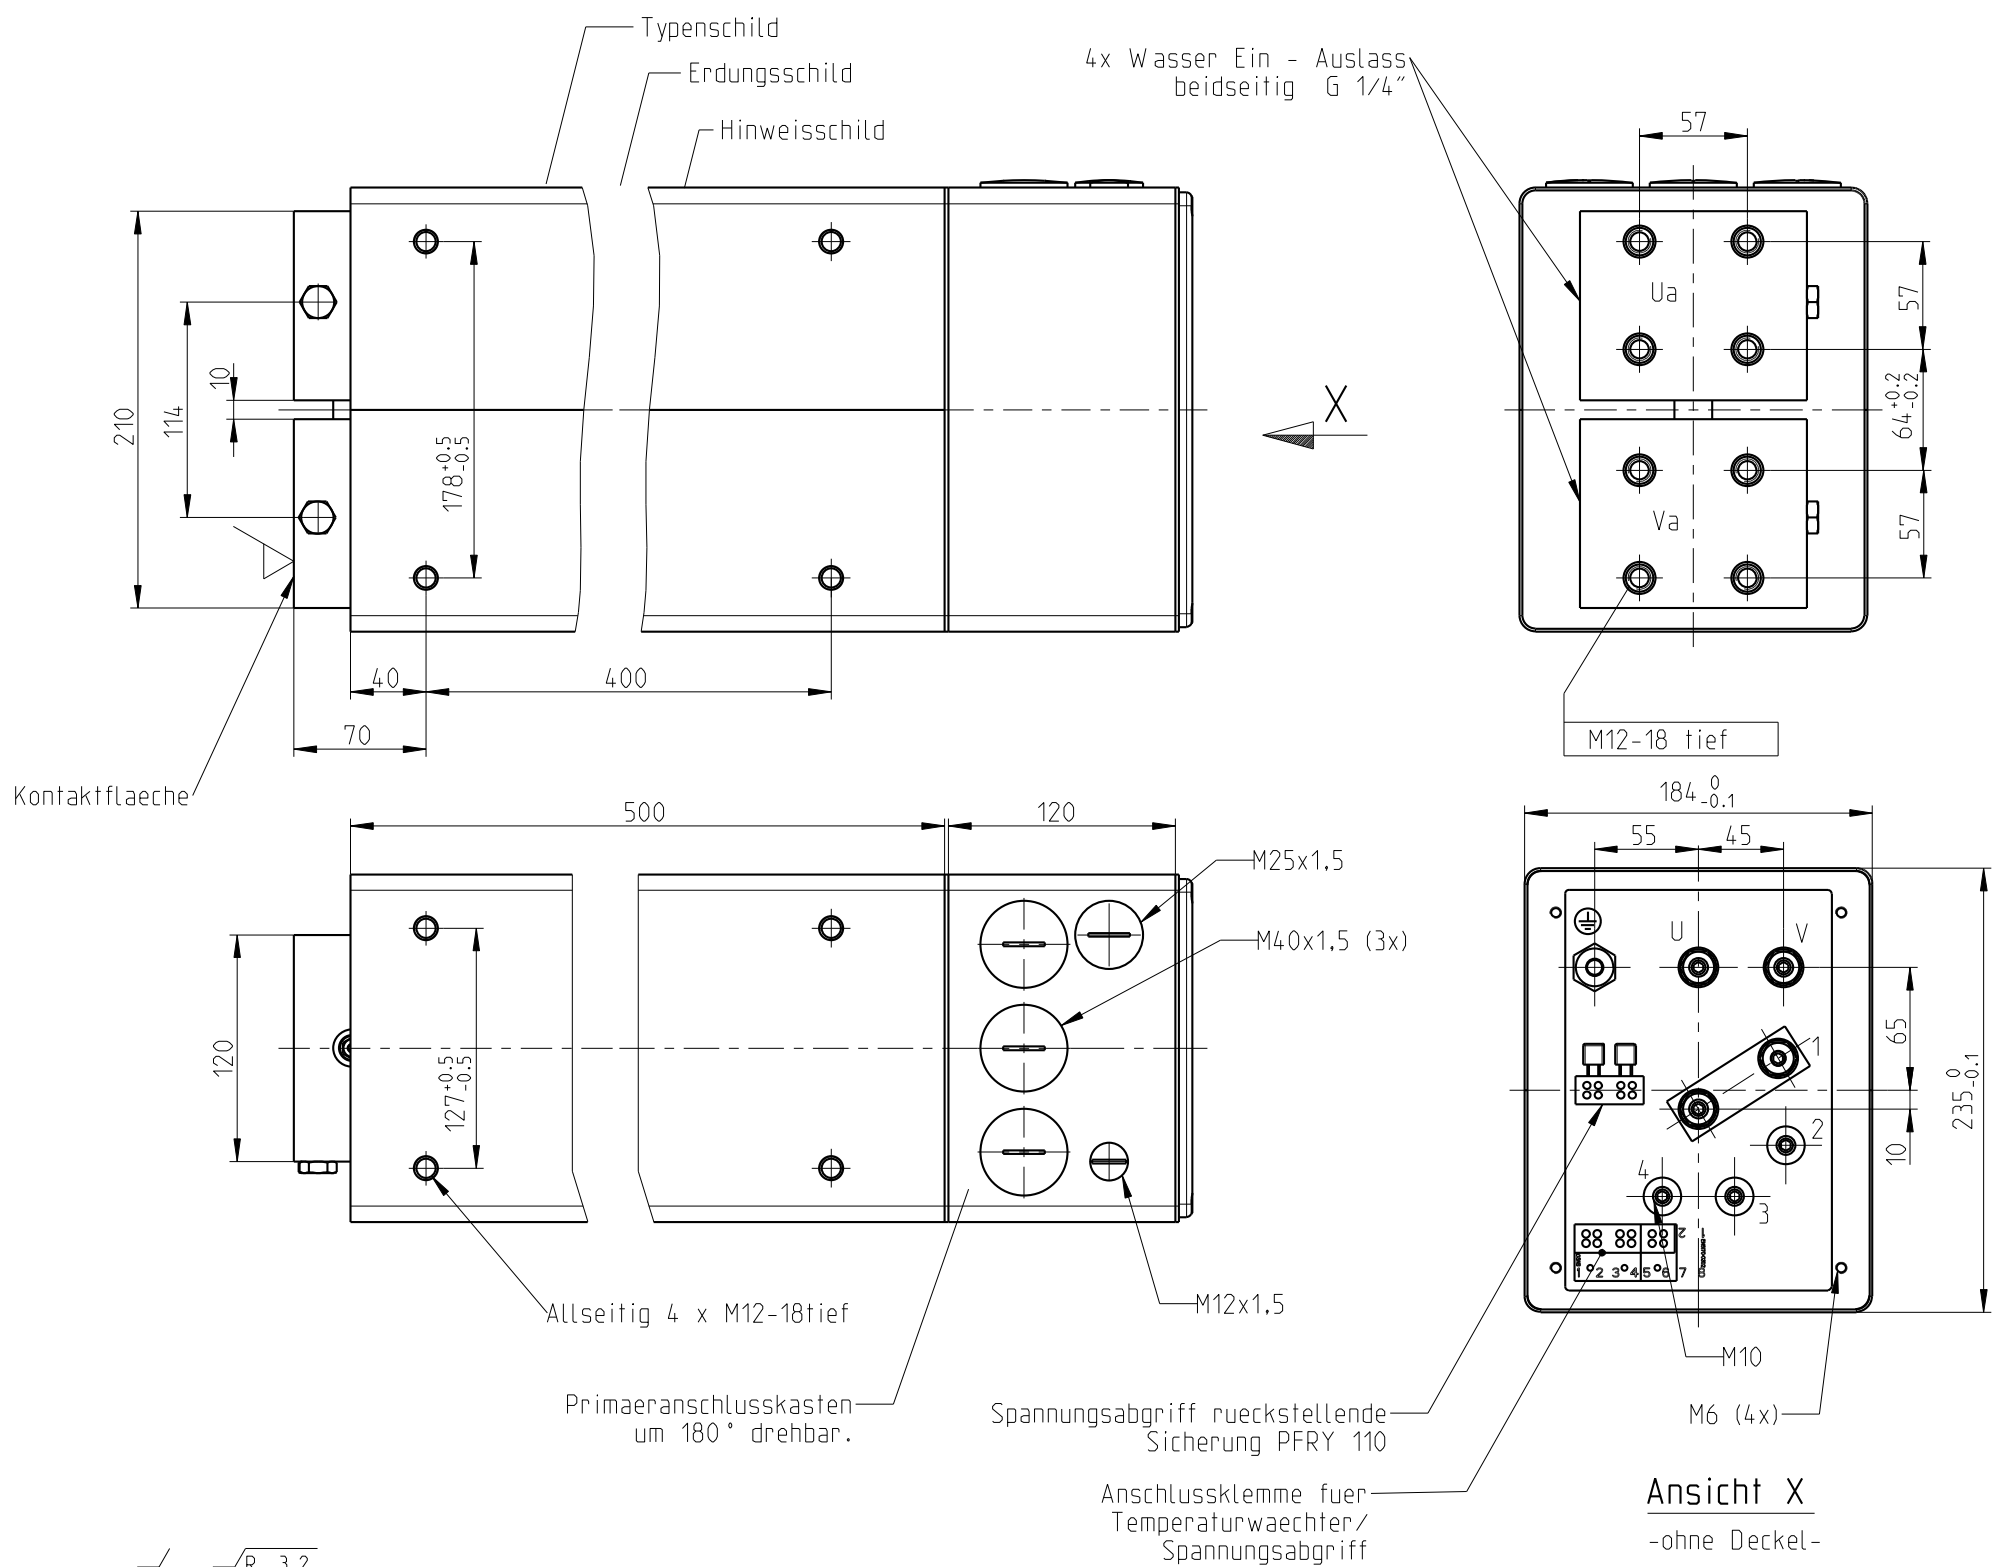 Typenschild
Erdungsschild
Hinweisschild
4x Wasser Ein - Auslass
beidseitig G 1/4"
57
10
114
210
178 +0.5 -0.5
X
Ua
Va
57
64 +0.2 -0.2
57
40
400
70
Kontaktflaeche
M12-18 tief
500
120
M25x1,5
M40x1,5 (3x)
120
127 +0.5 -0.5
Allseitig 4 x M12-18tief
M12x1,5
Primaeranschlusskasten
um 180° drehbar.
184 0 -0.1
55
45
U
V
1
2
3
4
65
10
235 0 -0.1
2
1 2 3 4 5 6 7 8
M10
M6 (4x)
Spannungsabgriff rueckstellende
Sicherung PFRY 110
Anschlussklemme fuer
Temperaturwaechter/
Spannungsabgriff
Ansicht X
-ohne Deckel-
R 3.2